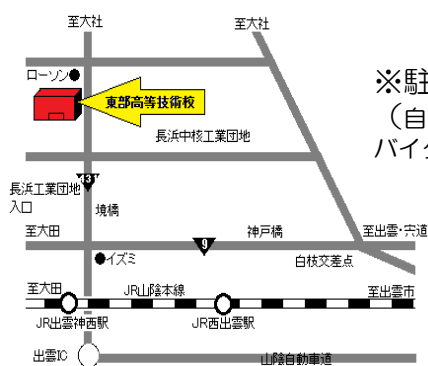 至大社
至大社
ローソン
東部高等技術校
※駐
（自
バイク
長浜中核工業団地
長浜工業団地
入口
431
境橋
至大田
神戸橋
至出雲・宍道
9
イズミ
白枝交差点
至大田
JR山陰本線
至出雲市
JR出雲神西駅
JR西出雲駅
出雲IC
山陰自動車道